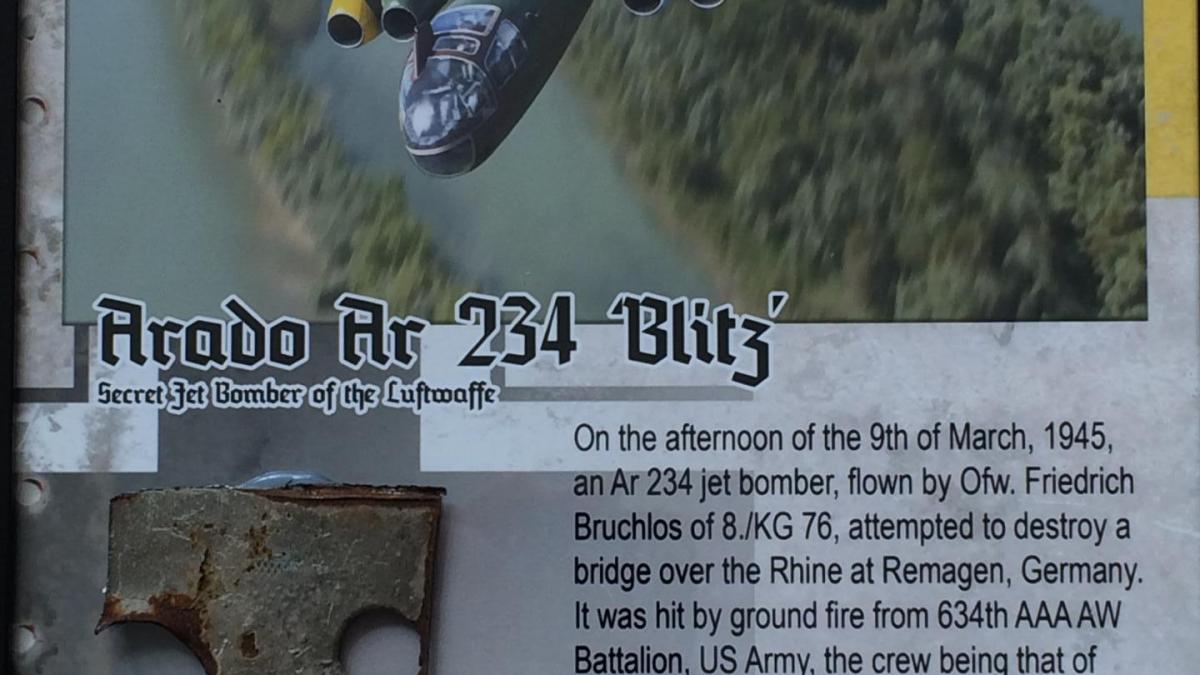 Arado Ar 234 'Blitz'
Secret Jet Bomber of the Luftwaffe
On the afternoon of the 9th of March, 1945,
an Ar 234 jet bomber, flown by Ofw. Friedrich
Bruchlos of 8./KG 76, attempted to destroy a
bridge over the Rhine at Remagen, Germany.
It was hit by ground fire from 634th AAA AW
Battalion, US Army, the crew being that of